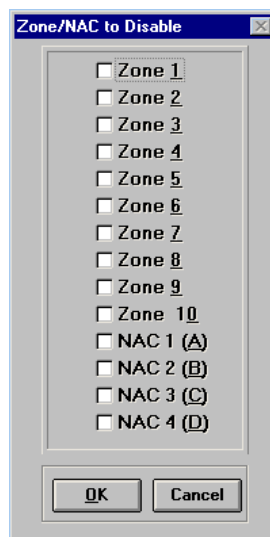 Zone/NAC to Disable
Zone 1
Zone 2
Zone 3
Zone 4
Zone 5
Zone 6
Zone 7
Zone 8
Zone 9
Zone 10
NAC 1 (A)
NAC 2 (B)
NAC 3 (C)
NAC 4 (D)
OK
Cancel